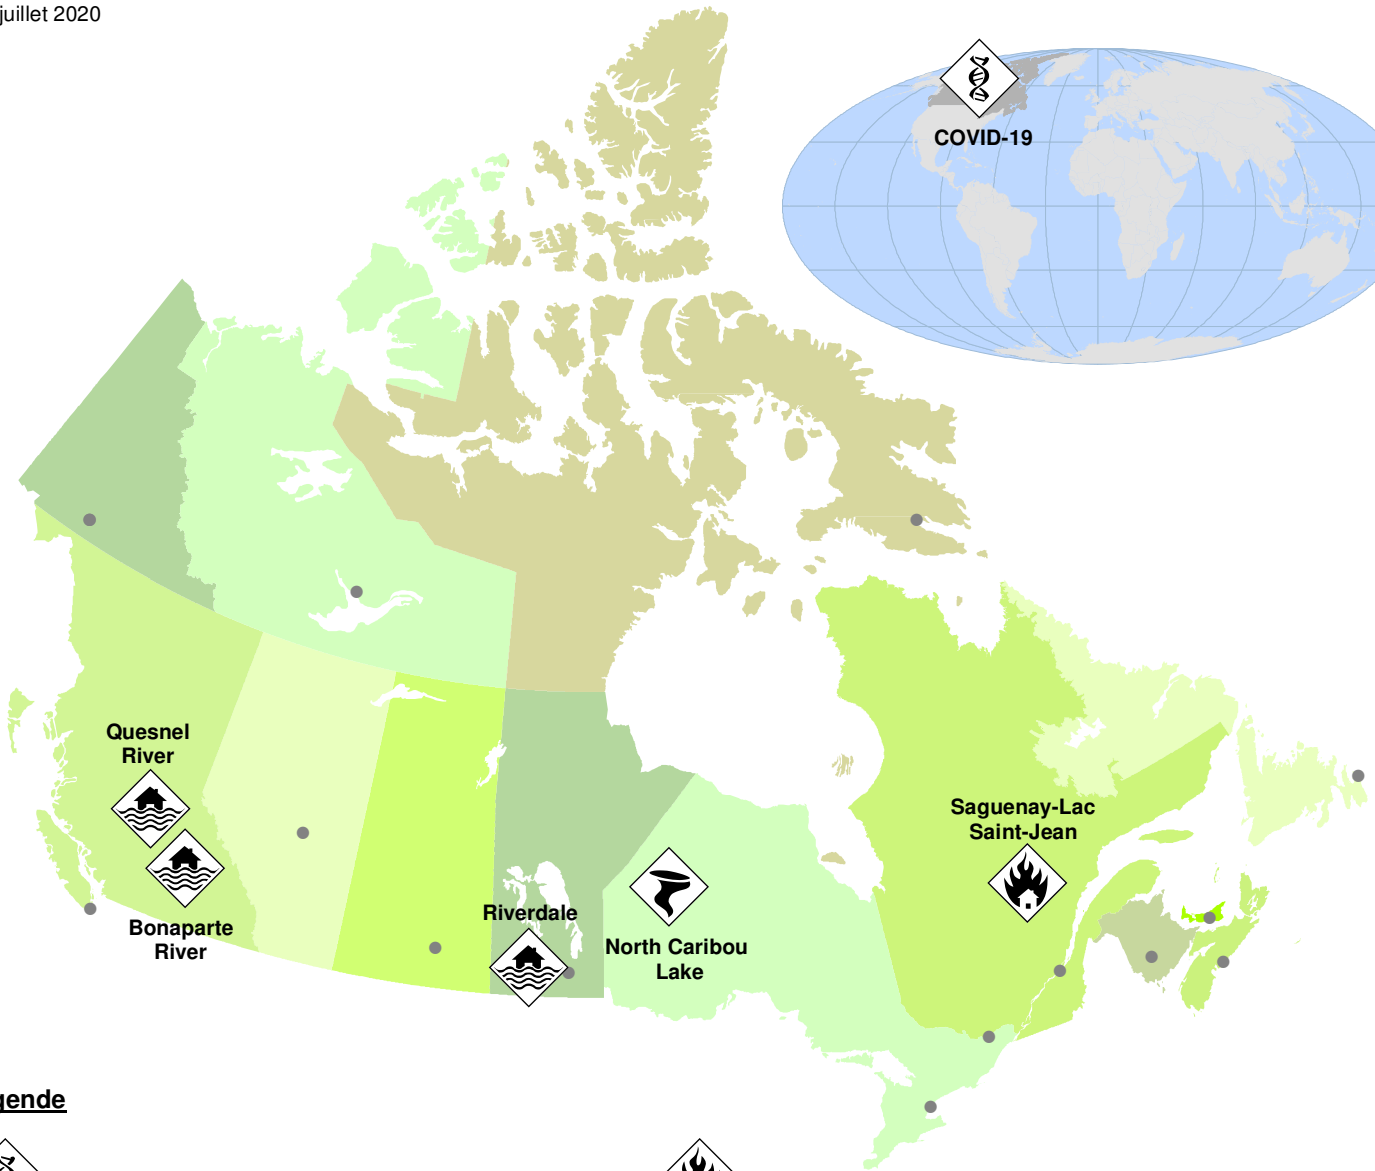 juillet 2020
COVID-19
Quesnel
River
Bonaparte
River
Riverdale
North Caribou
Lake
Saguenay-Lac
Saint-Jean
gende